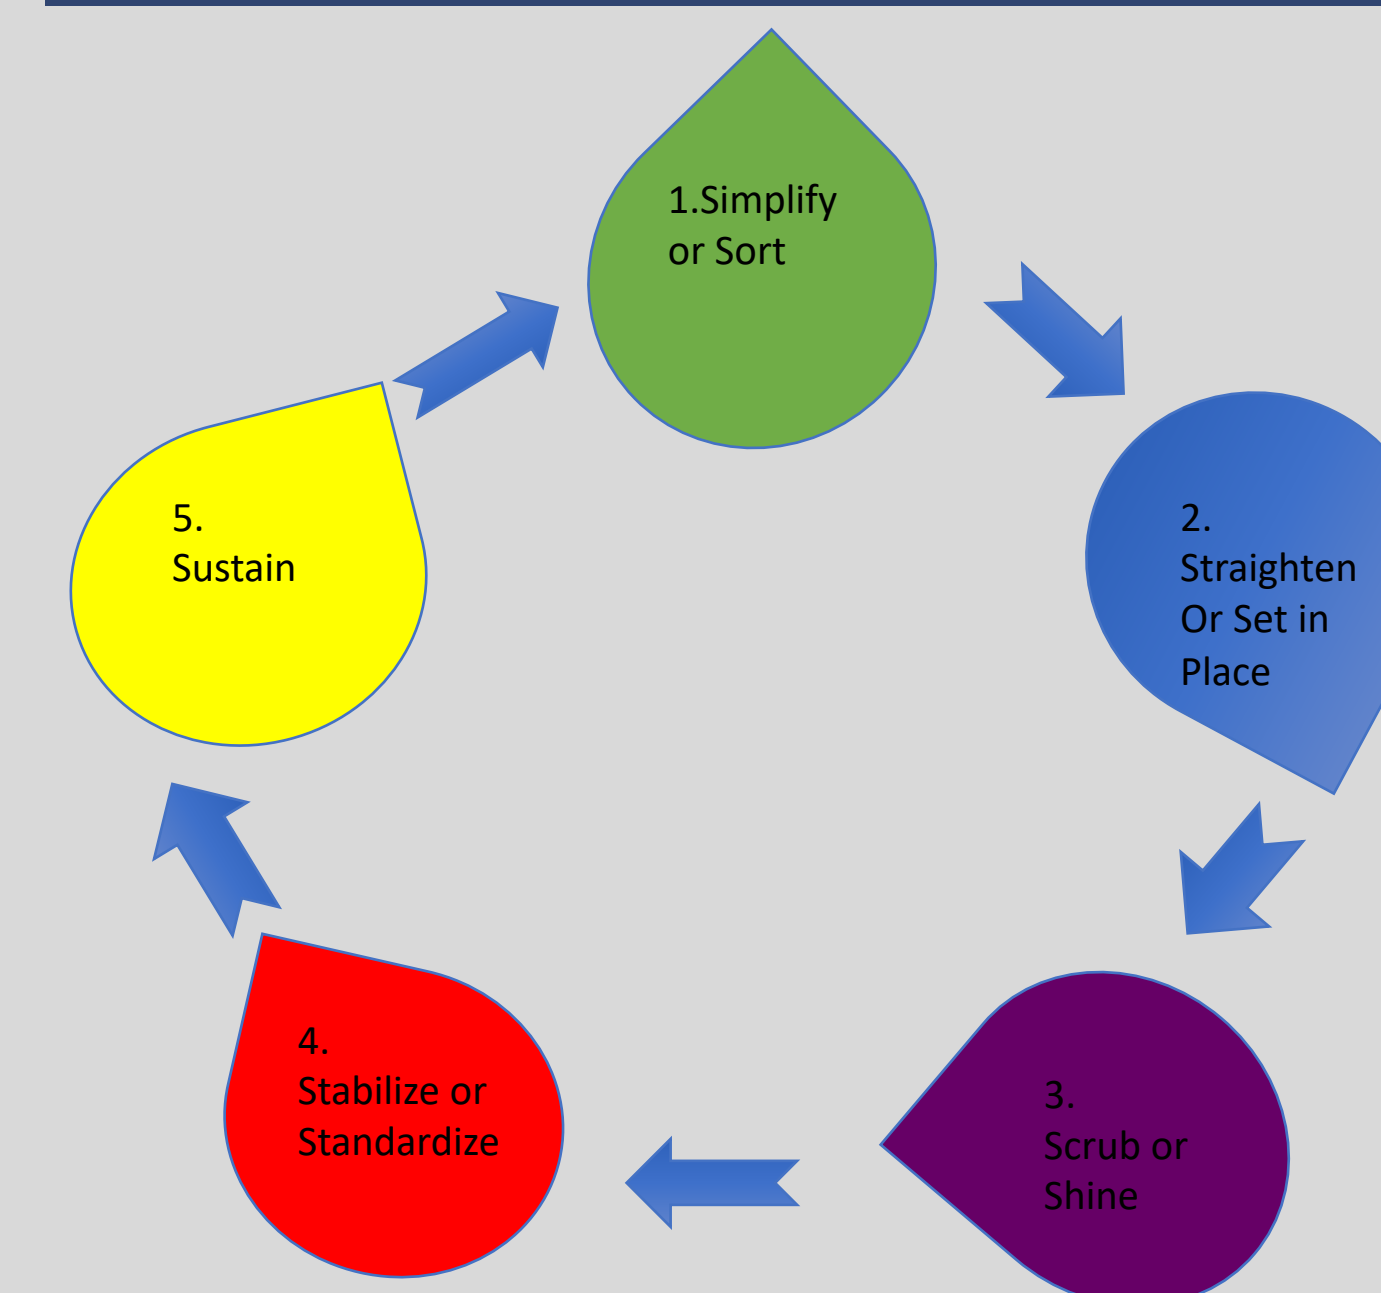 1.Simplify
or Sort
2.
Straighten
Or Set in
Place
3.
Scrub or
Shine
4.
Stabilize or
Standardize
5.
Sustain